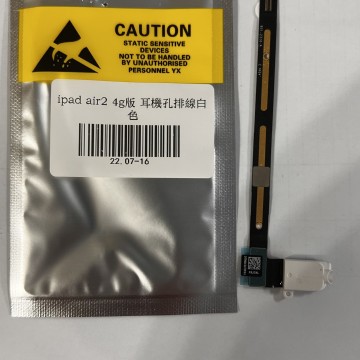 CAUTION
STATIC SENSITIVE
DEVICES
NOT TO BE HANDLED
BY UNAUTHORISED
PERSONNEL YX
ipad air2 4g版 耳機孔排線白
色
22.07-16